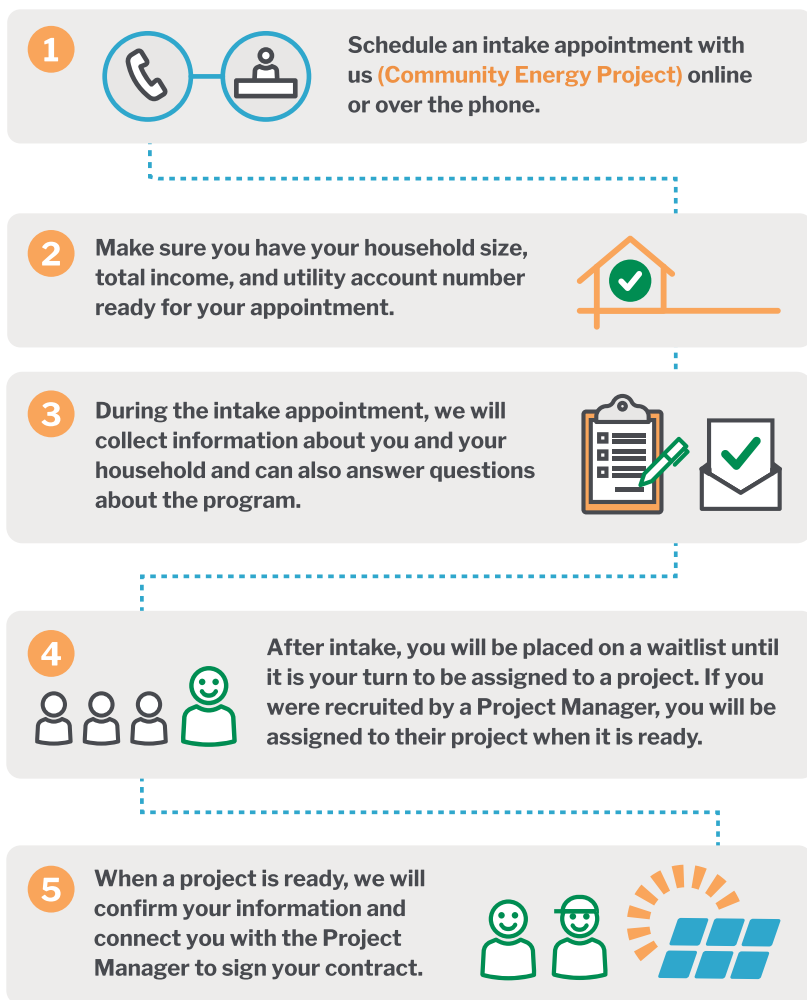 1
Schedule an intake appointment with
us (Community Energy Project) online
or over the phone.
2
Make sure you have your household size,
total income, and utility account number
ready for your appointment.
3
During the intake appointment, we will
collect information about you and your
household and can also answer questions
about the program.
4
After intake, you will be placed on a waitlist until
it is your turn to be assigned to a project. If you
were recruited by a Project Manager, you will be
assigned to their project when it is ready.
5
When a project is ready, we will
confirm your information and
connect you with the Project
Manager to sign your contract.